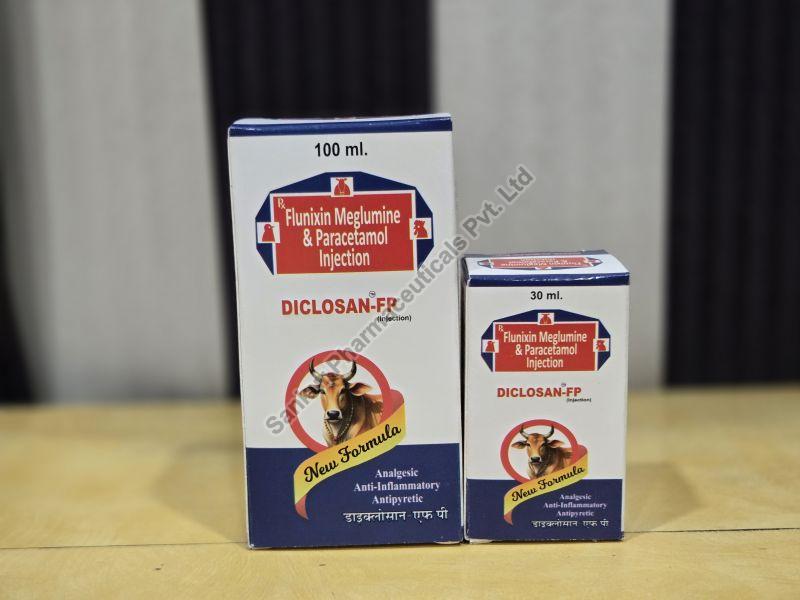 100 ml.
Rx
Flunixin Meglumine
& Paracetamol
Injection
DICLOSAN-FP
(Injection)
New Formula
Analgesic
Anti-Inflammatory
Antipyretic
डाइक्लोसान-एफ पी
30 ml.
Rx
Flunixin Meglumine
& Paracetamol
Injection
DICLOSAN-FP
(Injection)
New Formula
Analgesic
Anti-Inflammatory
Antipyretic
डाइक्लोसान-एफ पी
Pharmaceuticals Pvt. Ltd